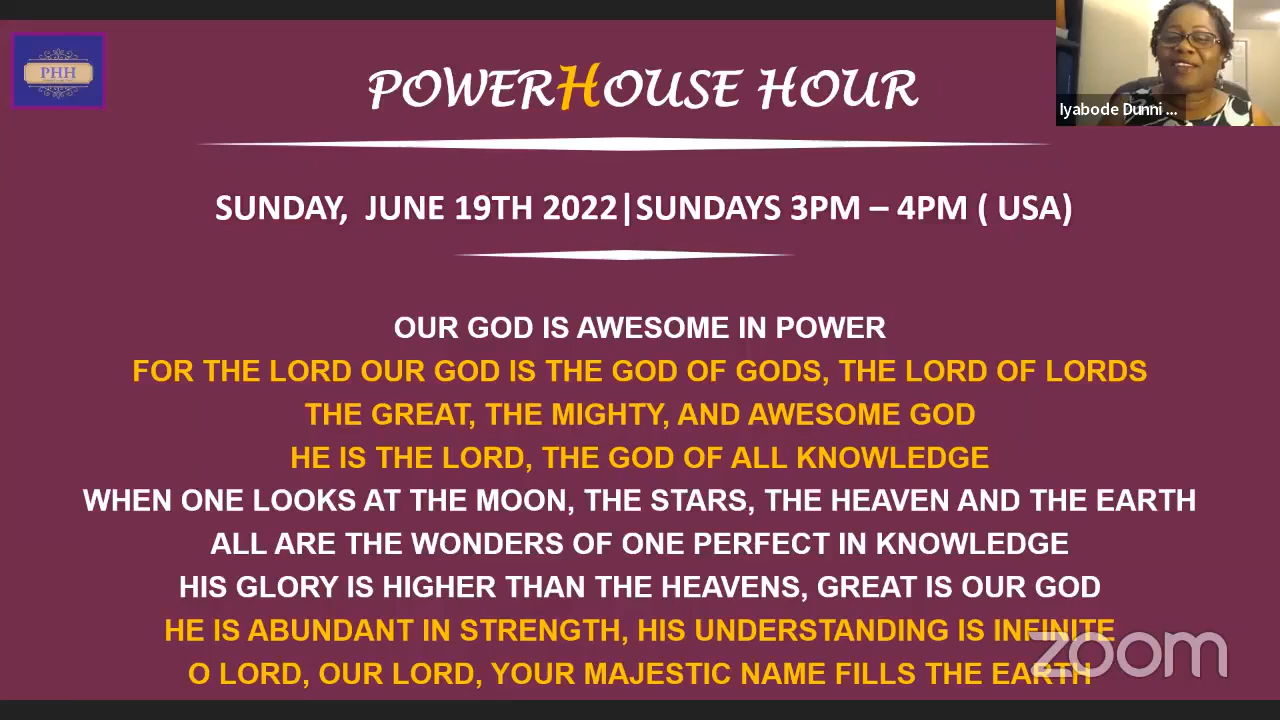 PHH
POWERHOUSE HOUR
Iyabode Dunni ...
SUNDAY, JUNE 19TH 2022|SUNDAYS 3PM – 4PM ( USA)
OUR GOD IS AWESOME IN POWER
FOR THE LORD OUR GOD IS THE GOD OF GODS, THE LORD OF LORDS
THE GREAT, THE MIGHTY, AND AWESOME GOD
HE IS THE LORD, THE GOD OF ALL KNOWLEDGE
WHEN ONE LOOKS AT THE MOON, THE STARS, THE HEAVEN AND THE EARTH
ALL ARE THE WONDERS OF ONE PERFECT IN KNOWLEDGE
HIS GLORY IS HIGHER THAN THE HEAVENS, GREAT IS OUR GOD
HE IS ABUNDANT IN STRENGTH, HIS UNDERSTANDING IS INFINITE
O LORD, OUR LORD, YOUR MAJESTIC NAME FILLS THE EARTH
zoom